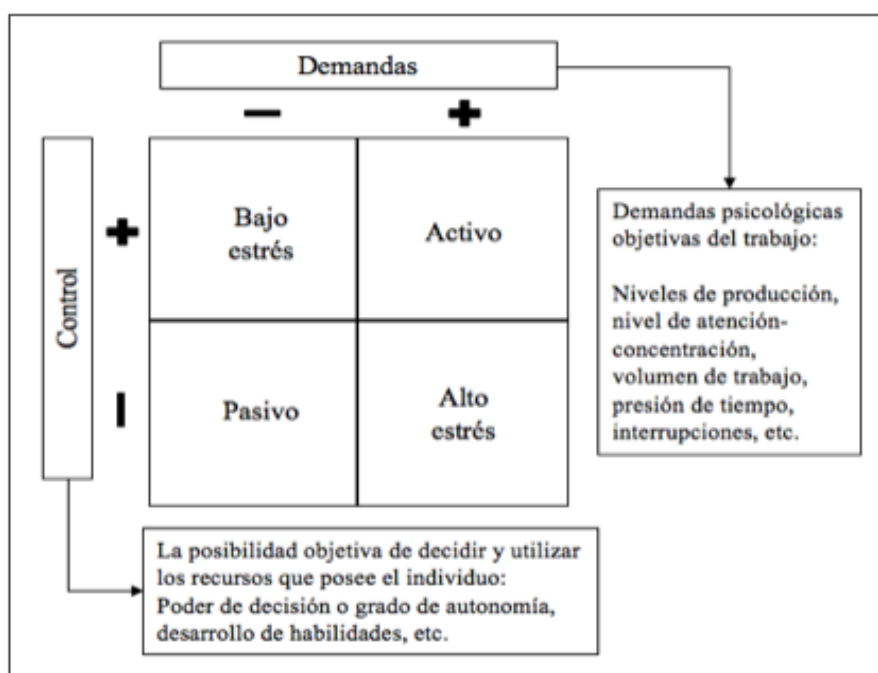 Demandas
Control
Bajo
estrés
Activo
Pasivo
Alto
estrés
Demandas psicológicas
objetivas del trabajo:
Niveles de producción,
nivel de atención-
concentración,
volumen de trabajo,
presión de tiempo,
interrupciones, etc.
La posibilidad objetiva de decidir y utilizar
los recursos que posee el individuo:
Poder de decisión o grado de autonomía,
desarrollo de habilidades, etc.